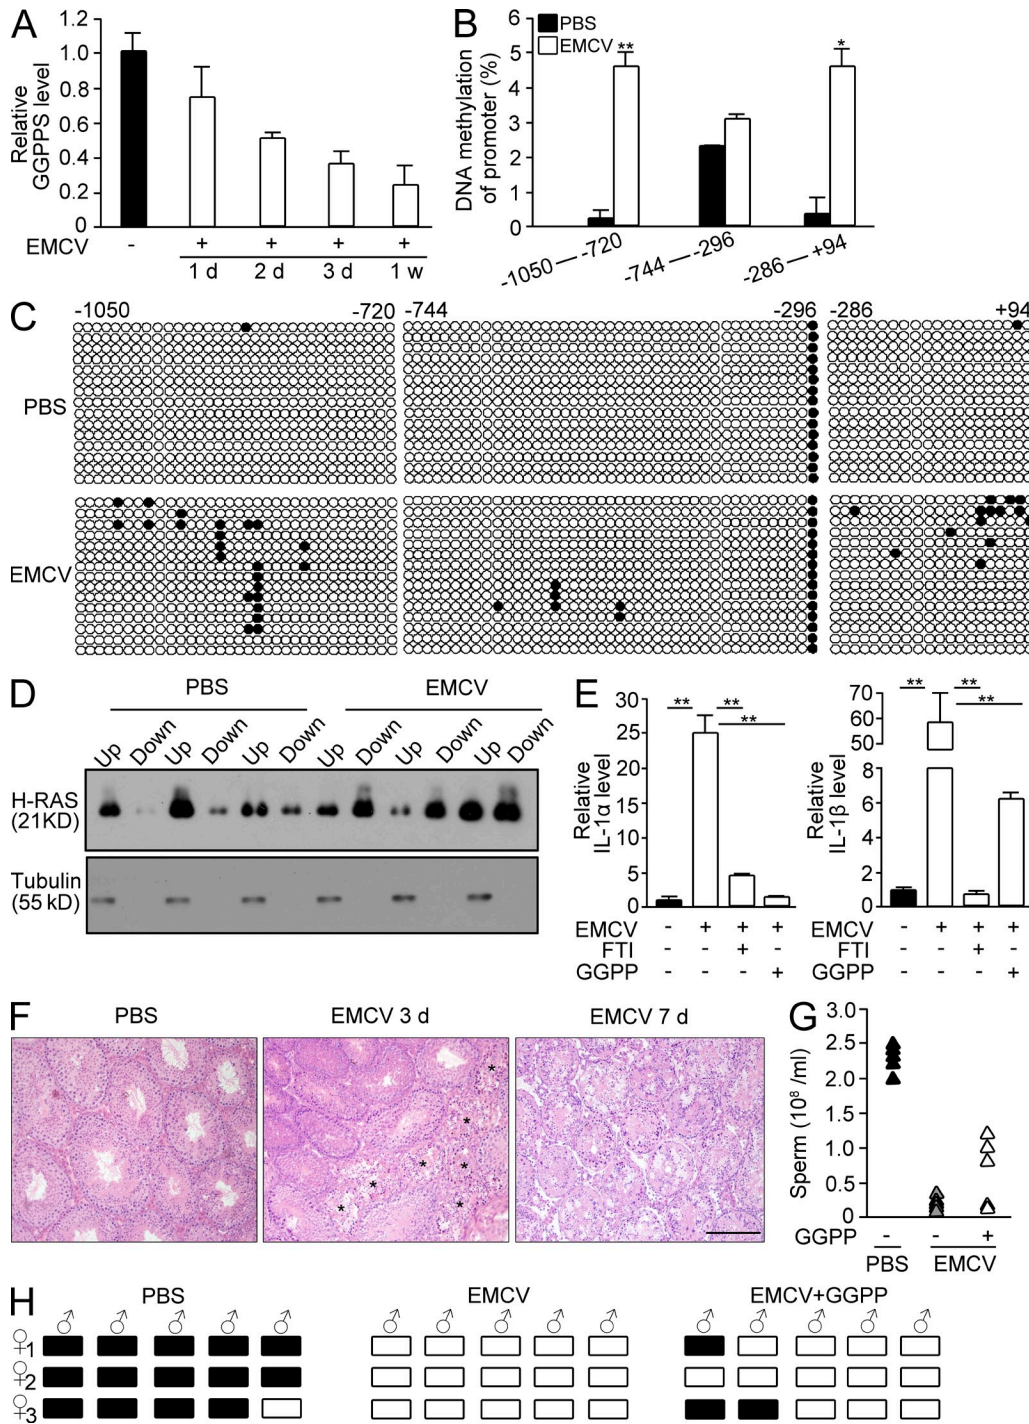 A
Relative
GGPPS level
1.2
1.0
0.8
0.6
0.4
0.2
0
EMCV - + + + +
1 d 2 d 3 d 1 w
B
PBS
EMCV
DNA methylation
of promoter (%)
6
5
4
3
2
1
0
** *
-1050 — -720
-744 — -296
-286 — +94
C
-1050 -720 -744 -296 -286 +94
PBS
EMCV
D
PBS EMCV
Up Down Up Down Up Down Up Down Up Down Up Down
H-RAS
(21KD)
Tubulin
(55 kD)
E
Relative
IL-1α level
30
25
20
15
10
5
0
** **
**
EMCV - + + +
FTI - - + -
GGPP - - - +
Relative
IL-1β level
70
60
50
8
6
4
2
0
** **
**
EMCV - + + +
FTI - - + -
GGPP - - - +
F
PBS EMCV 3 d EMCV 7 d
* * * * * * *
G
Sperm (10⁸ /ml)
3.0
2.5
2.0
1.0
0.5
0
GGPP - - +
PBS EMCV
H
PBS EMCV EMCV+GGPP
♂ ♂ ♂ ♂ ♂ ♂ ♂ ♂ ♂ ♂ ♂ ♂ ♂ ♂ ♂
♀1
♀2
♀3